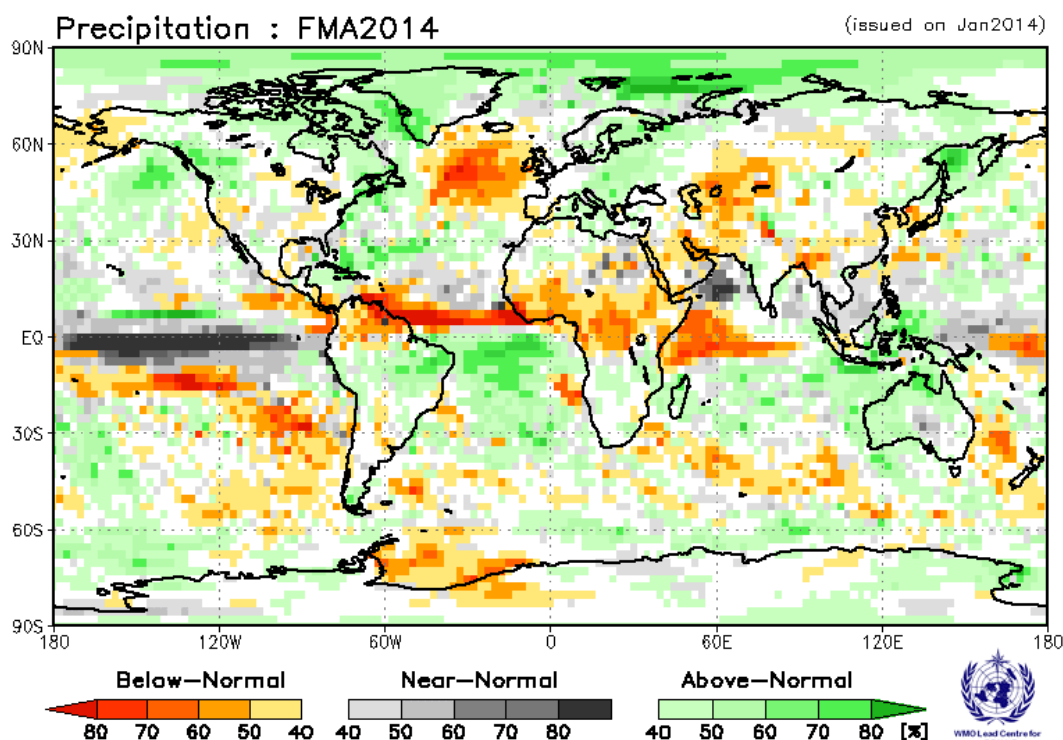 Precipitation : FMA2014
(issued on Jan2014)
90N
60N
30N
EQ
30S
60S
90S
180 120W 60W 0 60E 120E 180
Below-Normal Near-Normal Above-Normal
80 70 60 50 40 40 50 60 70 80 40 50 60 70 80 [%]
WMO Lead Centre for